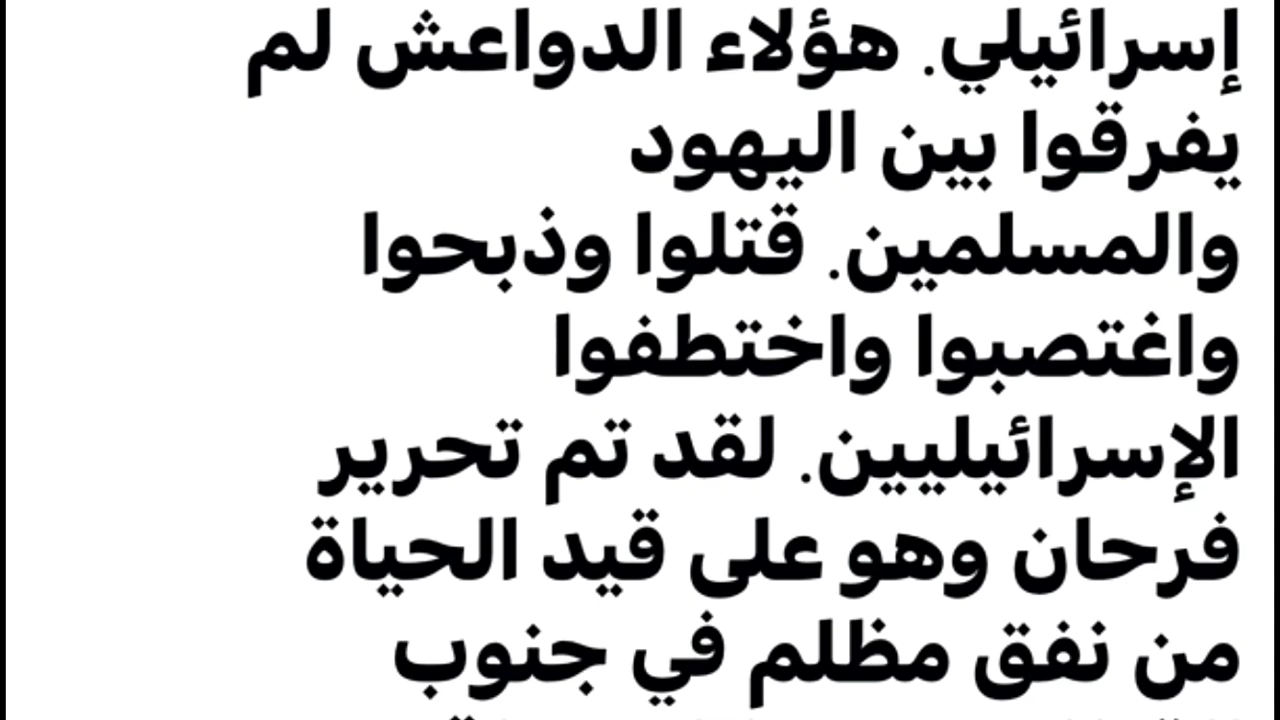 إسرائيلي. هؤلاء الدواعش لم
يفرقوا بين اليهود
والمسلمين. قتلوا وذبحوا
واغتصبوا واختطفوا
الإسرائيليين. لقد تم تحرير
فرحان وهو على قيد الحياة
من نفق مظلم في جنوب